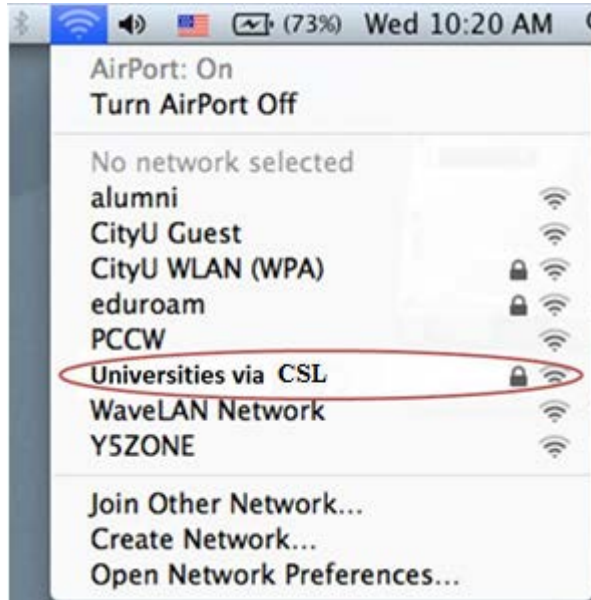 (73%) Wed 10:20 AM
AirPort: On
Turn AirPort Off
No network selected
alumni
CityU Guest
CityU WLAN (WPA)
eduroam
PCCW
Universities via CSL
WaveLAN Network
Y5ZONE
Join Other Network...
Create Network...
Open Network Preferences...